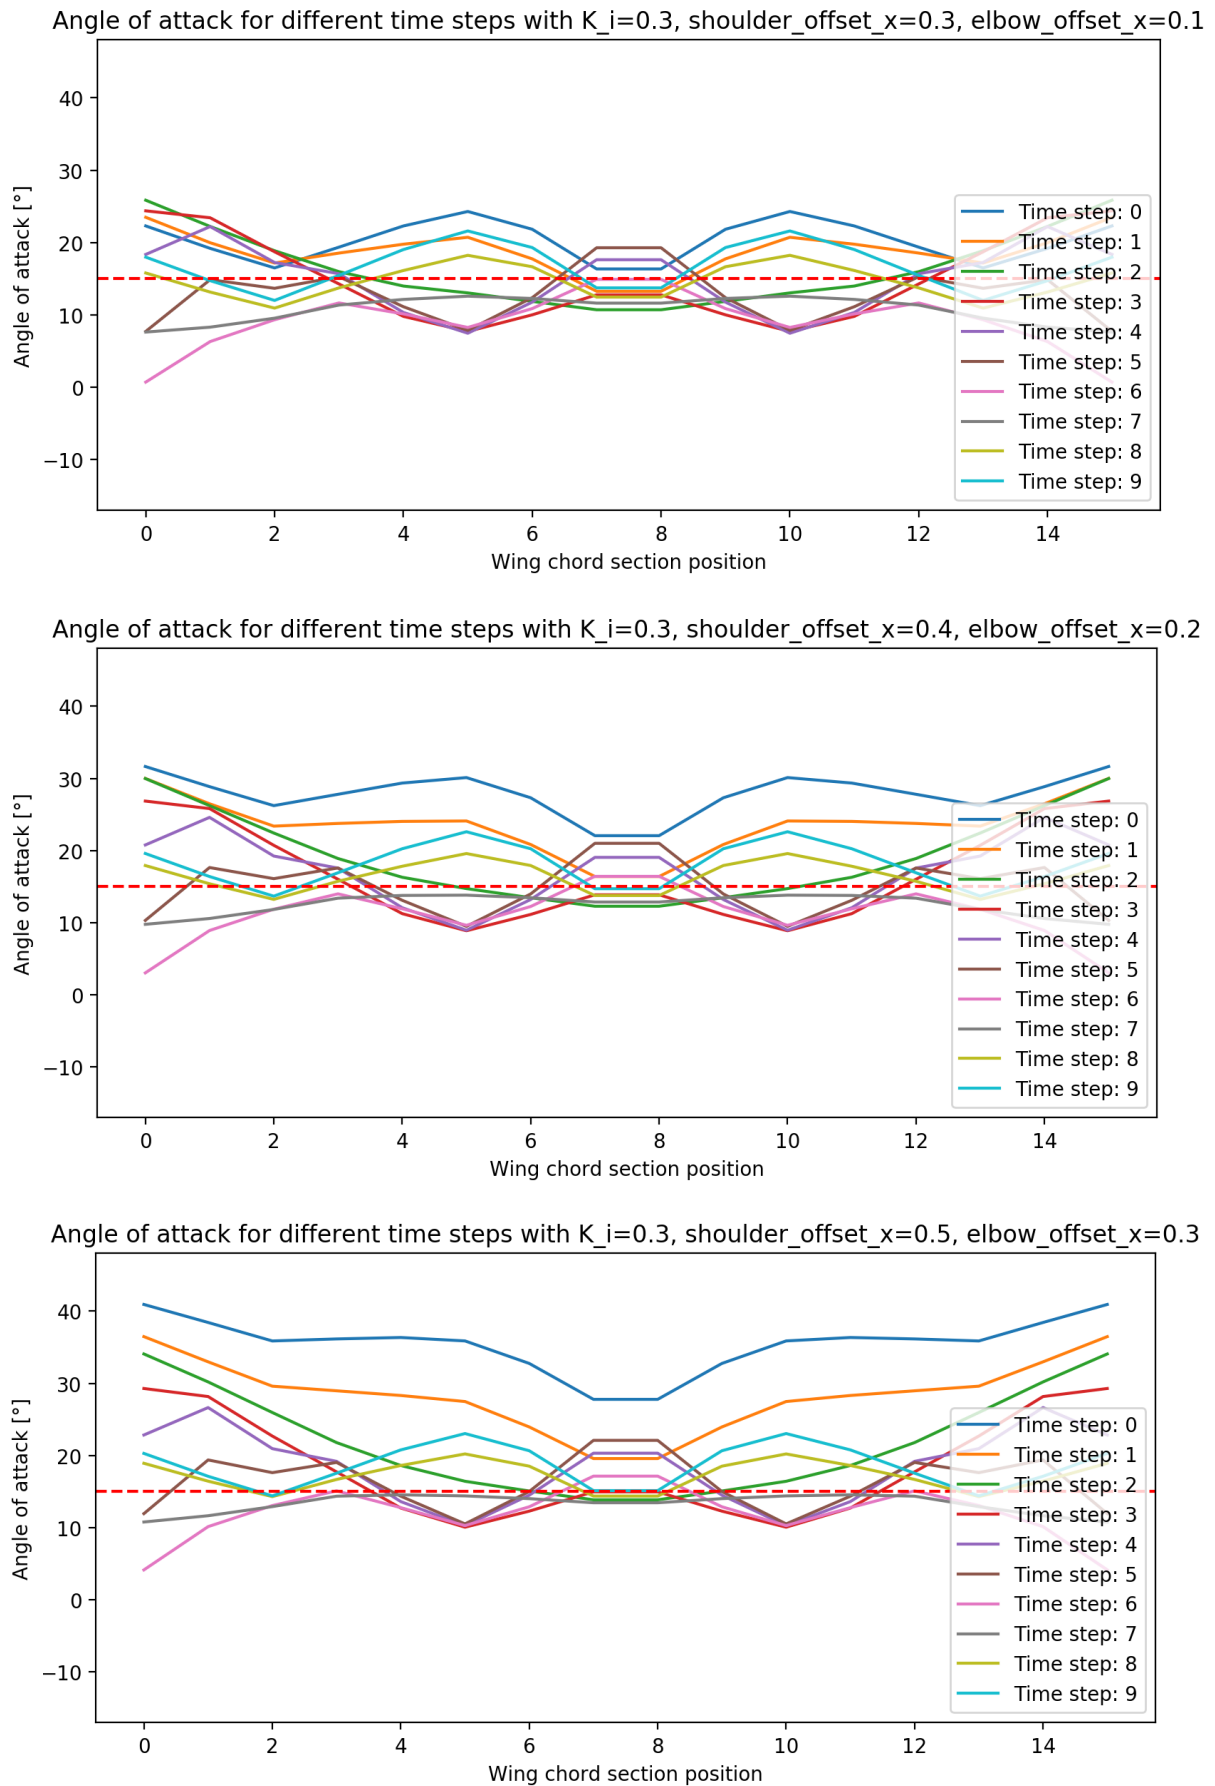 Angle of attack for different time steps with K_i=0.3, shoulder_offset_x=0.3, elbow_offset_x=0.1
40
30
20
10
0
−10
Angle of attack [°]
Time step: 0
Time step: 1
Time step: 2
Time step: 3
Time step: 4
Time step: 5
Time step: 6
Time step: 7
Time step: 8
Time step: 9
0 2 4 6 8 10 12 14
Wing chord section position
Angle of attack for different time steps with K_i=0.3, shoulder_offset_x=0.4, elbow_offset_x=0.2
40
30
20
10
0
−10
Angle of attack [°]
Time step: 0
Time step: 1
Time step: 2
Time step: 3
Time step: 4
Time step: 5
Time step: 6
Time step: 7
Time step: 8
Time step: 9
0 2 4 6 8 10 12 14
Wing chord section position
Angle of attack for different time steps with K_i=0.3, shoulder_offset_x=0.5, elbow_offset_x=0.3
40
30
20
10
0
−10
Angle of attack [°]
Time step: 0
Time step: 1
Time step: 2
Time step: 3
Time step: 4
Time step: 5
Time step: 6
Time step: 7
Time step: 8
Time step: 9
0 2 4 6 8 10 12 14
Wing chord section position